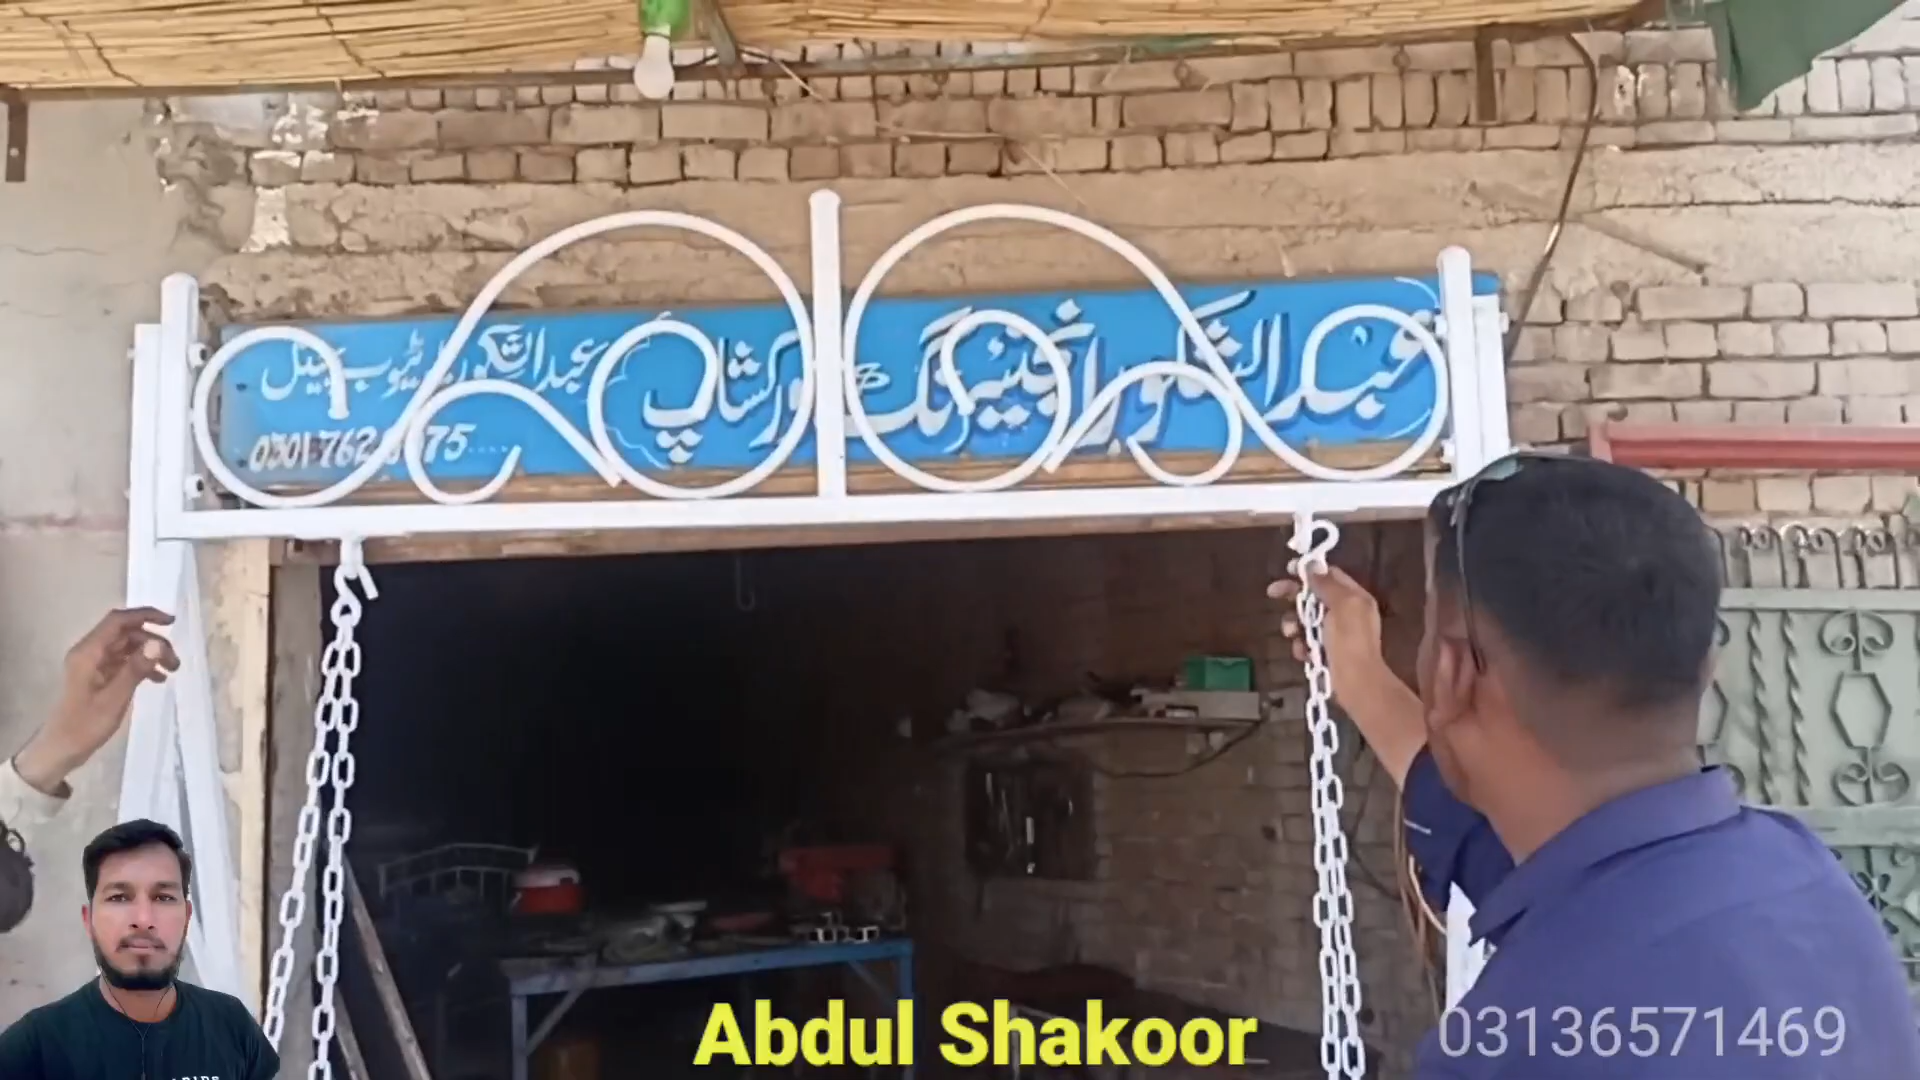 عبدالشکور انجینئرنگ ورکشاپ
عبدالشکور
ٹیوب ویل
Abdul Shakoor
03136571469